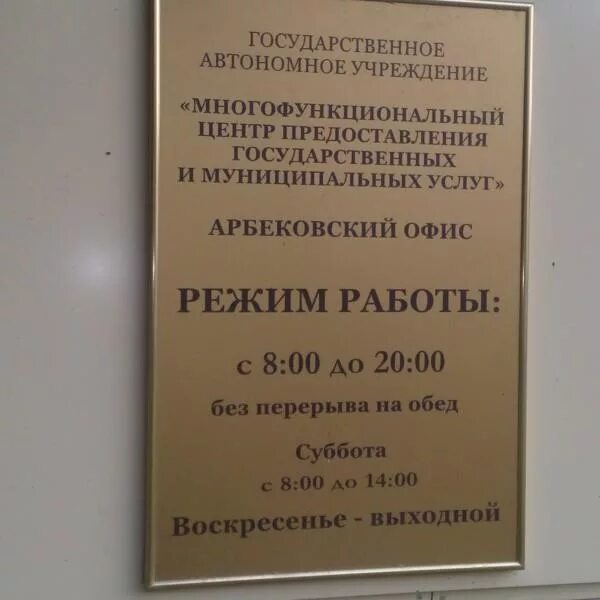 ГОСУДАРСТВЕННОЕ
АВТОНОМНОЕ УЧРЕЖДЕНИЕ
«МНОГОФУНКЦИОНАЛЬНЫЙ
ЦЕНТР ПРЕДОСТАВЛЕНИЯ
ГОСУДАРСТВЕННЫХ
И МУНИЦИПАЛЬНЫХ УСЛУГ»
АРБЕКОВСКИЙ ОФИС
РЕЖИМ РАБОТЫ:
с 8:00 до 20:00
без перерыва на обед
Суббота
с 8:00 до 14:00
Воскресенье - выходной